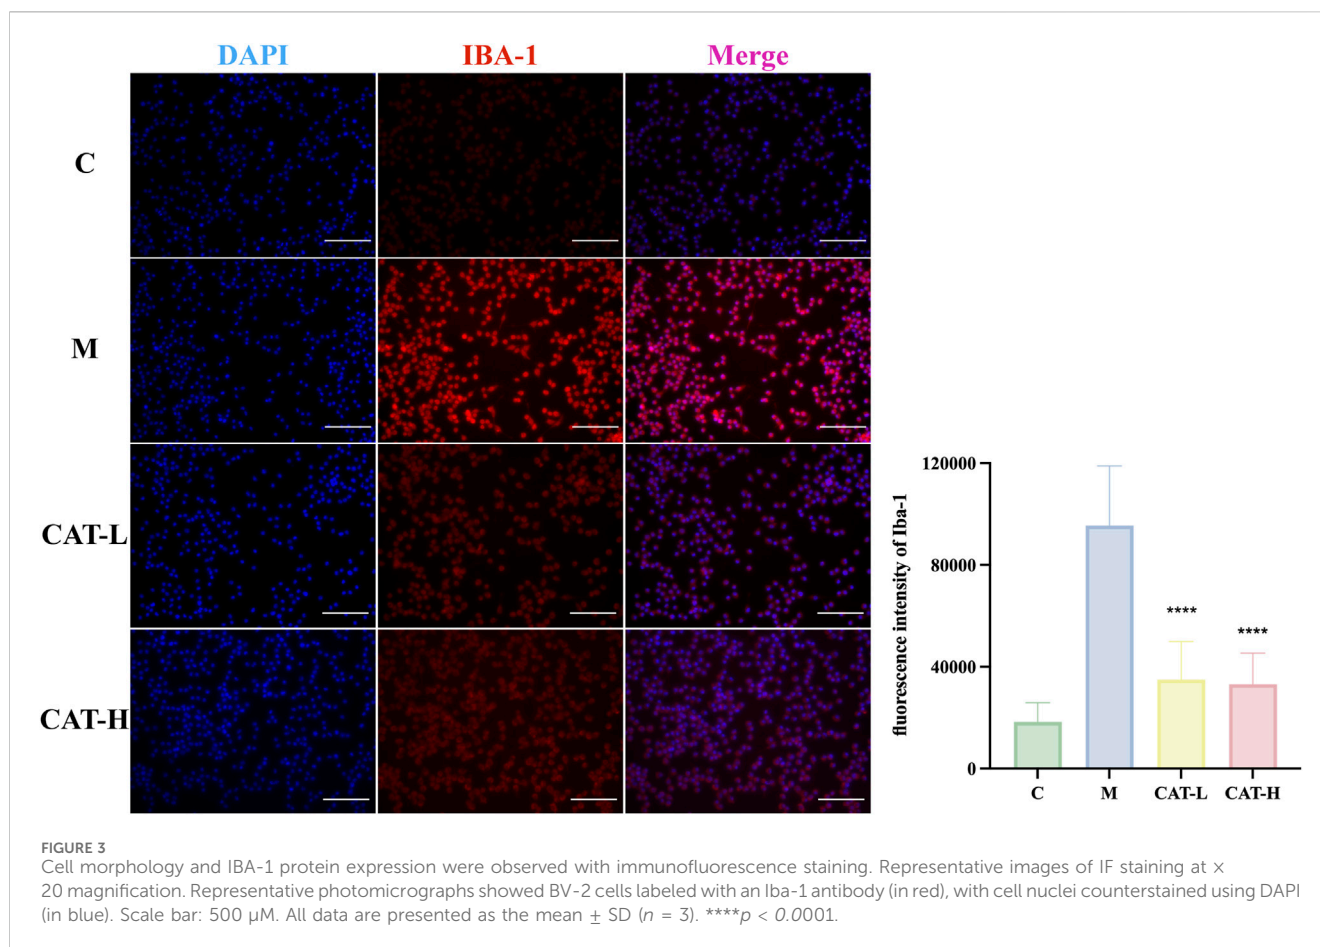 DAPI IBA-1 Merge
C
M
CAT-L
CAT-H
fluorescence intensity of Iba-1
120000
80000
40000
0
****
****
C M CAT-L CAT-H
FIGURE 3
Cell morphology and IBA-1 protein expression were observed with immunofluorescence staining. Representative images of IF staining at ×
20 magnification. Representative photomicrographs showed BV-2 cells labeled with an Iba-1 antibody (in red), with cell nuclei counterstained using DAPI
(in blue). Scale bar: 500 μM. All data are presented as the mean ± SD (n = 3). ****p < 0.0001.